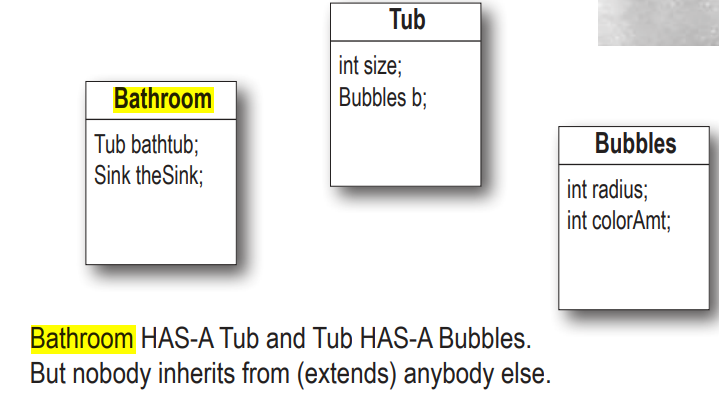 Tub
int size;
Bubbles b;
Bathroom
Tub bathtub;
Sink theSink;
Bubbles
int radius;
int colorAmt;
Bathroom HAS-A Tub and Tub HAS-A Bubbles.
But nobody inherits from (extends) anybody else.